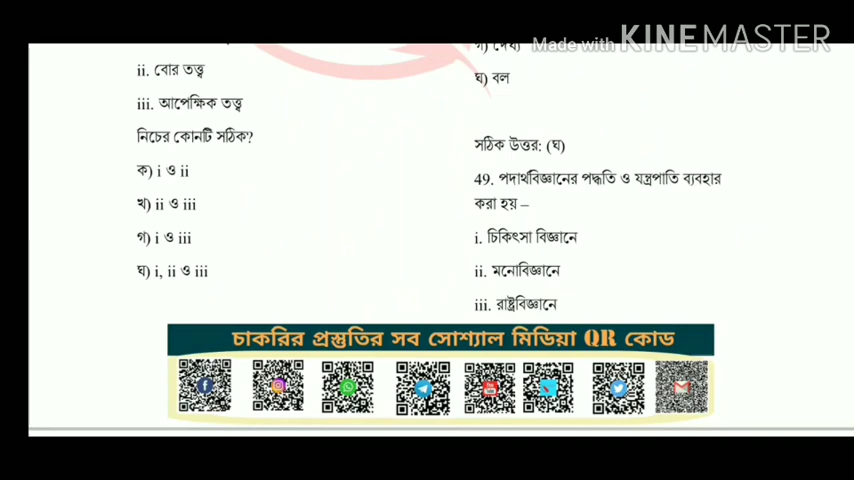 Made with KINEMASTER
ii. বোর তত্ত্ব
iii. আপেক্ষিক তত্ত্ব
নিচের কোনটি সঠিক?
ক) i ও ii
খ) ii ও iii
গ) i ও iii
ঘ) i, ii ও iii
ঘ) বল
সঠিক উত্তর: (ঘ)
49. পদার্থবিজ্ঞানের পদ্ধতি ও যন্ত্রপাতি ব্যবহার
করা হয় –
i. চিকিৎসা বিজ্ঞানে
ii. মনোবিজ্ঞানে
iii. রাষ্ট্রবিজ্ঞানে
চাকরির প্রস্তুতির সব সোশ্যাল মিডিয়া QR কোড